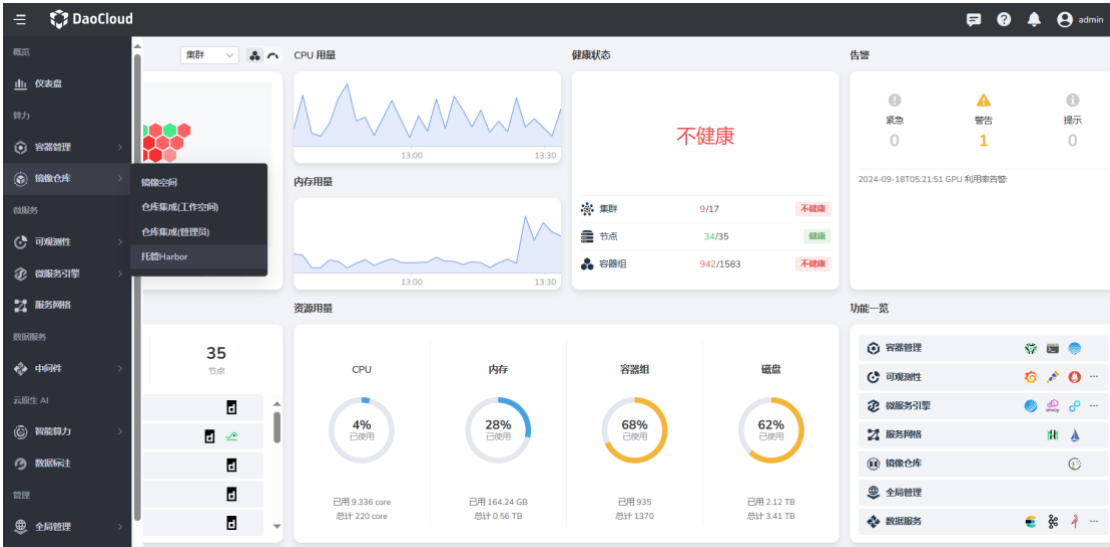 DaoCloud
admin
概览
仪表盘
算力
容器管理
镜像仓库
微服务
可观测性
微服务引擎
服务网格
数据服务
中间件
云原生 AI
智能算力
数据标注
管理
全局管理
镜像空间
仓库集成(工作空间)
仓库集成(管理员)
托管Harbor
集群
35
节点
CPU 用量
13:00
13:30
内存用量
13:00
13:30
健康状态
不健康
集群 9/17 不健康
节点 34/35 健康
容器组 942/1583 不健康
告警
紧急 警告 提示
0 1 0
2024-09-18T05:21:51 GPU 利用率告警:
资源用量
CPU 内存 容器组 磁盘
4% 28% 68% 62%
已使用 已使用 已使用 已使用
已用 9.336 core 已用 164.24 GB 已用 935 已用 2.12 TB
总计 220 core 总计 0.56 TB 总计 1370 总计 3.41 TB
功能一览
容器管理
可观测性
微服务引擎
服务网格
镜像仓库
全局管理
数据服务